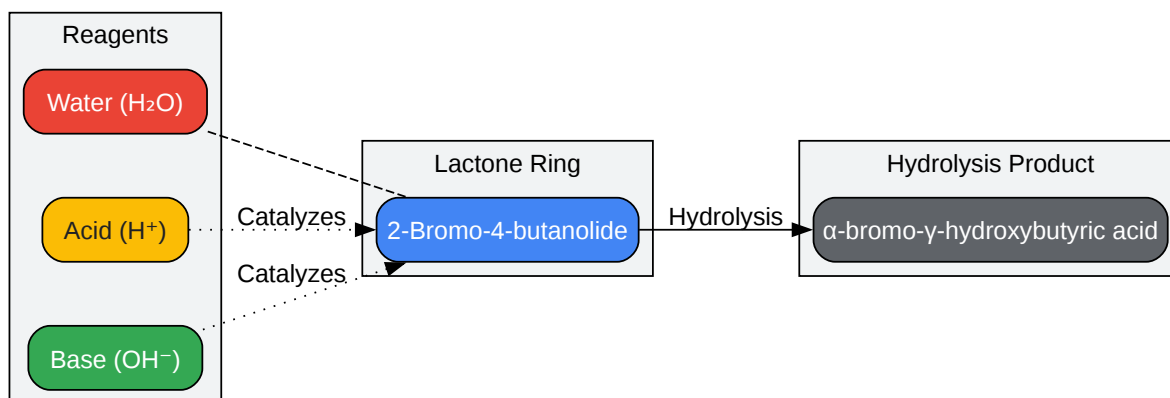 Reagents
Water (H₂O)
Acid (H⁺)
Base (OH⁻)
Catalyzes
Catalyzes
Lactone Ring
2-Bromo-4-butanolide
Hydrolysis
Hydrolysis Product
α-bromo-γ-hydroxybutyric acid